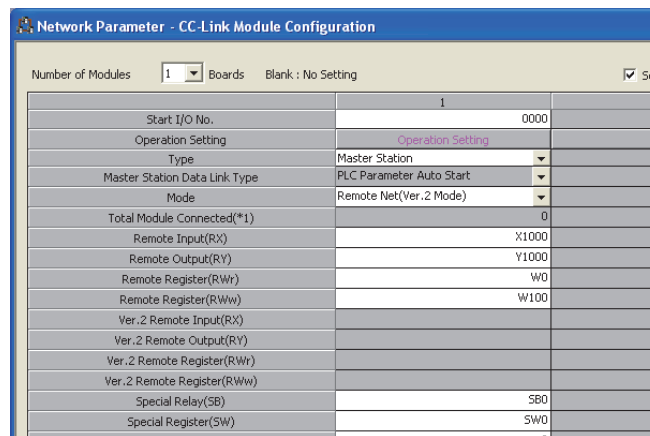 Network Parameter - CC-Link Module Configuration
Number of Modules 1 Boards Blank : No Setting
1
Start I/O No. 0000
Operation Setting Operation Setting
Type Master Station
Master Station Data Link Type PLC Parameter Auto Start
Mode Remote Net(Ver.2 Mode)
Total Module Connected(*1) 0
Remote Input(RX) X1000
Remote Output(RY) Y1000
Remote Register(RWr) W0
Remote Register(RWw) W100
Ver.2 Remote Input(RX)
Ver.2 Remote Output(RY)
Ver.2 Remote Register(RWr)
Ver.2 Remote Register(RWw)
Special Relay(SB) SB0
Special Register(SW) SW0